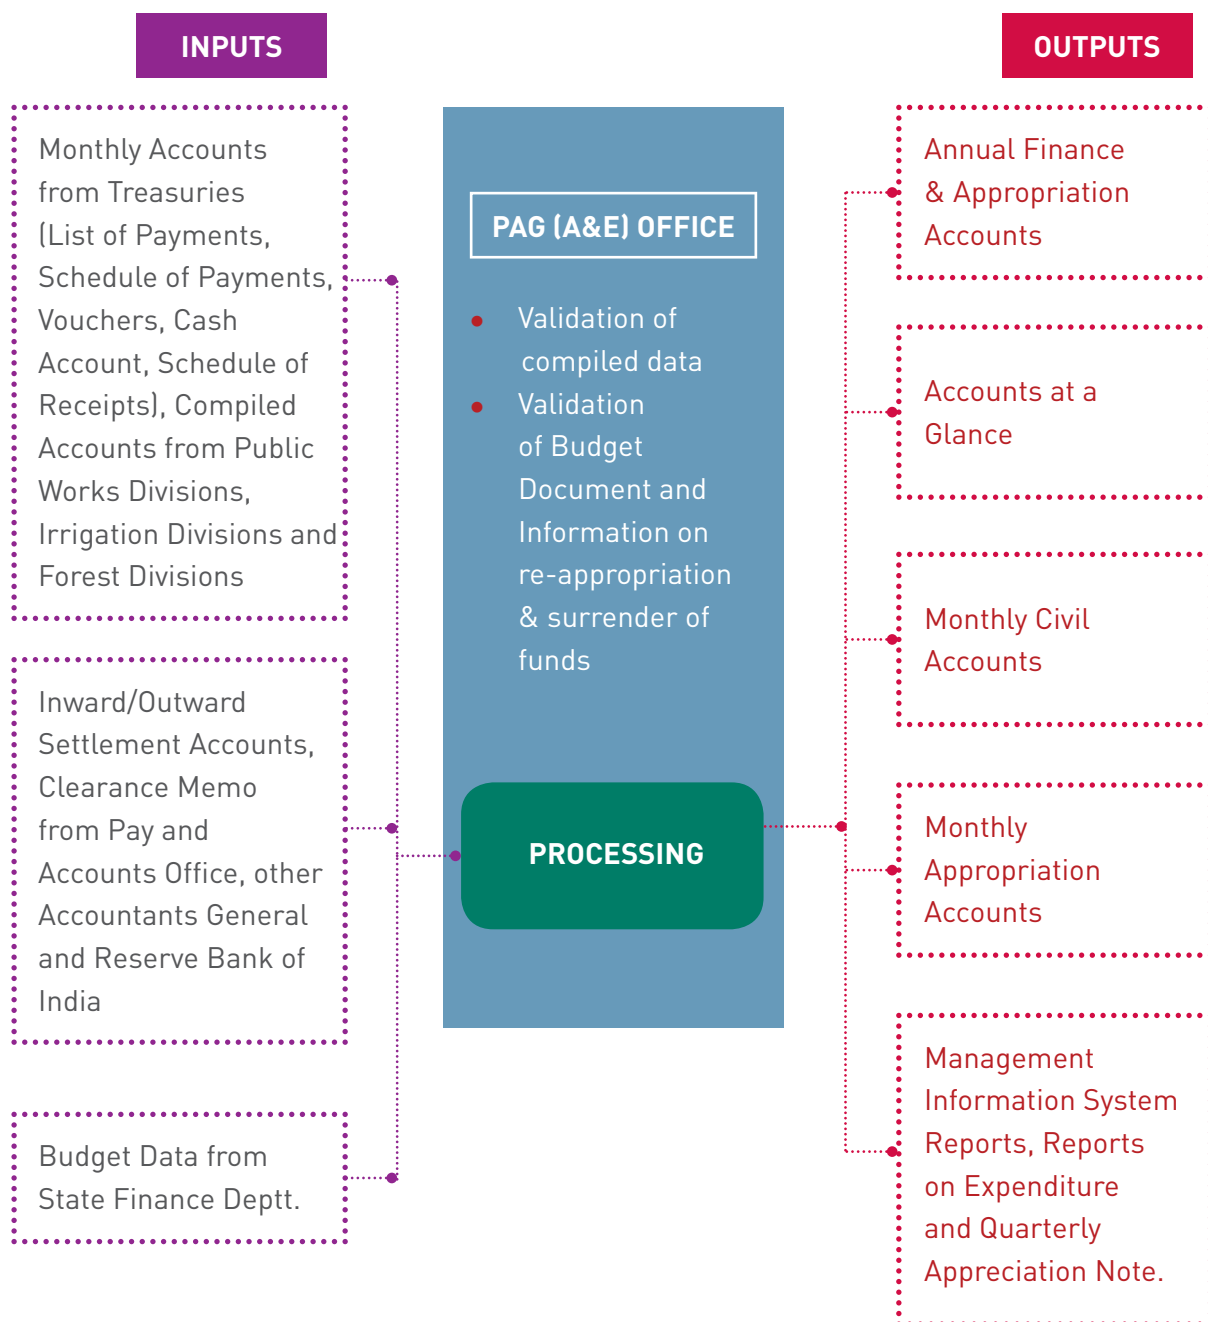 INPUTS
Monthly Accounts
from Treasuries
(List of Payments,
Schedule of Payments,
Vouchers, Cash
Account, Schedule of
Receipts), Compiled
Accounts from Public
Works Divisions,
Irrigation Divisions and
Forest Divisions
Inward/Outward
Settlement Accounts,
Clearance Memo
from Pay and
Accounts Office, other
Accountants General
and Reserve Bank of
India
Budget Data from
State Finance Deptt.
PAG (A&E) OFFICE
• Validation of
compiled data
• Validation
of Budget
Document and
Information on
re-appropriation
& surrender of
funds
PROCESSING
OUTPUTS
Annual Finance
& Appropriation
Accounts
Accounts at a
Glance
Monthly Civil
Accounts
Monthly
Appropriation
Accounts
Management
Information System
Reports, Reports
on Expenditure
and Quarterly
Appreciation Note.